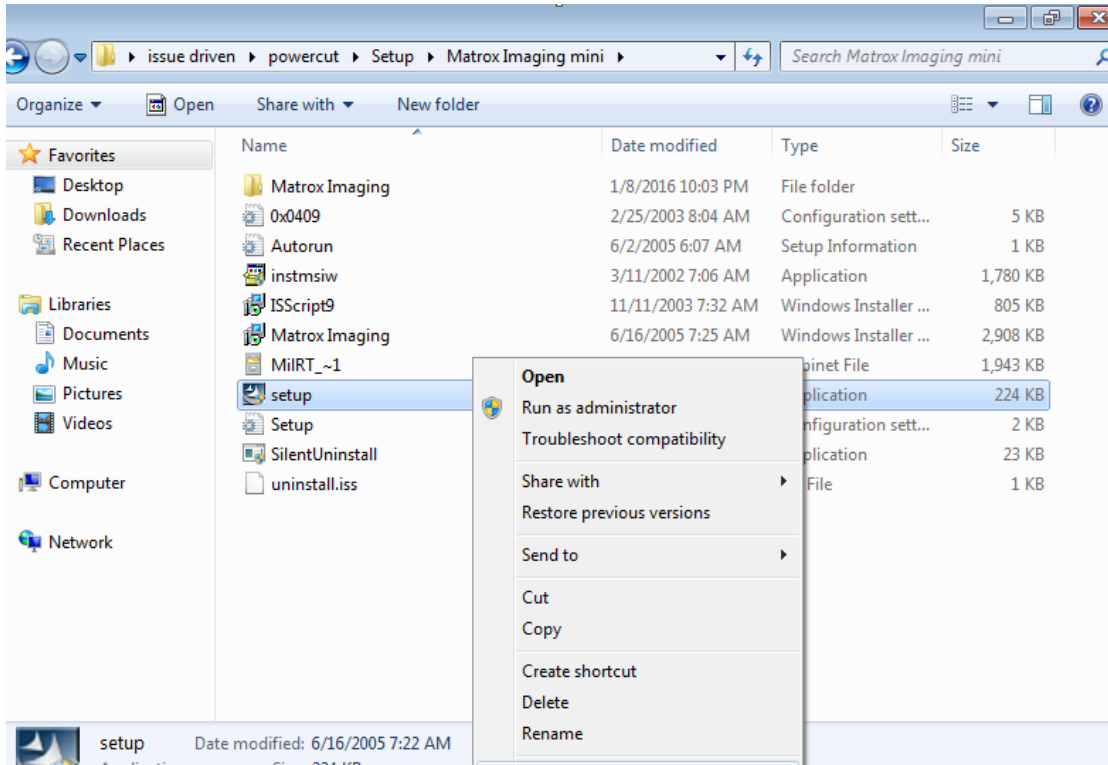 issue driven ▸ powercut ▸ Setup ▸ Matrox Imaging mini ▸ Search Matrox Imaging mini
Organize Open Share with New folder
Favorites
Desktop
Downloads
Recent Places
Libraries
Documents
Music
Pictures
Videos
Computer
Network
Name Date modified Type Size
Matrox Imaging 1/8/2016 10:03 PM File folder
0x0409 2/25/2003 8:04 AM Configuration sett... 5 KB
Autorun 6/2/2005 6:07 AM Setup Information 1 KB
instmsiw 3/11/2002 7:06 AM Application 1,780 KB
ISScript9 11/11/2003 7:32 AM Windows Installer ... 805 KB
Matrox Imaging 6/16/2005 7:25 AM Windows Installer ... 2,908 KB
MilRT_~1 1,943 KB
setup 224 KB
Setup 2 KB
SilentUninstall 23 KB
uninstall.iss File 1 KB
Open
Run as administrator
Troubleshoot compatibility
Share with
Restore previous versions
Send to
Cut
Copy
Create shortcut
Delete
Rename
setup Date modified: 6/16/2005 7:22 AM